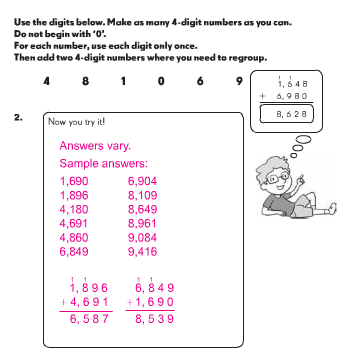 Use the digits below. Make as many 4-digit numbers as you can.
Do not begin with '0'.
For each number, use each digit only once.
Then add two 4-digit numbers where you need to regroup.
4 8 1 0 6 9
1 1
1,648
+ 6,980
8,628
2.
Now you try it!
Answers vary.
Sample answers:
1,690 6,904
1,896 8,109
4,180 8,649
4,691 8,961
4,860 9,084
6,849 9,416
1 1 1 1
1,896 6,849
+4,691 +1,690
6,587 8,539